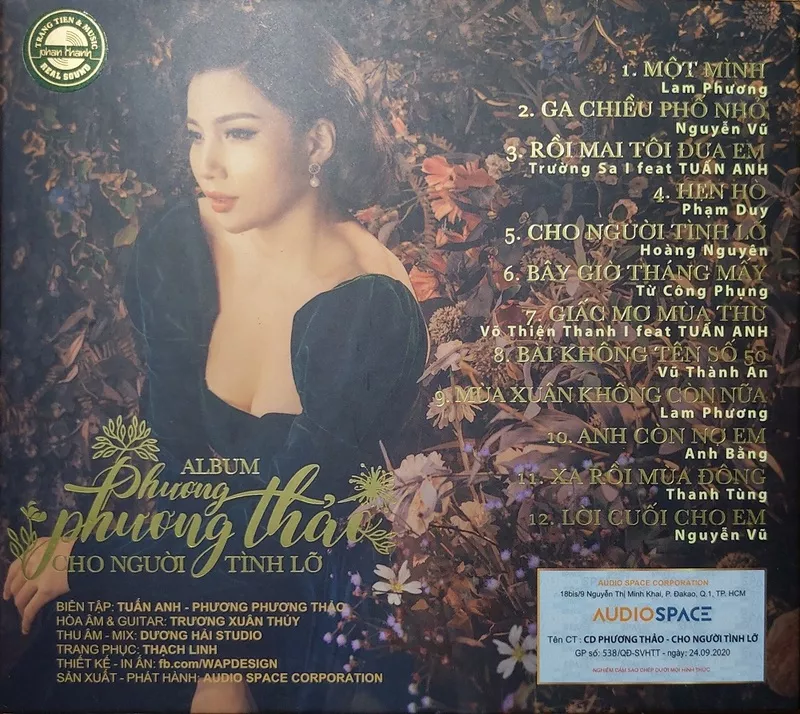 TRANG TIEN & MUSIC
phan thanh
REAL SOUND
1. MỘT MÌNH
Lam Phương
2. GA CHIỀU PHỐ NHỎ
Nguyễn Vũ
3. RỒI MAI TÔI ĐƯA EM
Trường Sa I feat TUẤN ANH
4. HẸN HÒ
Phạm Duy
5. CHO NGƯỜI TÌNH LỠ
Hoàng Nguyên
6. BÂY GIỜ THÁNG MẤY
Từ Công Phụng
7. GIẤC MƠ MÙA THU
Võ Thiện Thanh I feat TUẤN ANH
8. BÀI KHÔNG TÊN SỐ 50
Vũ Thành An
9. MÙA XUÂN KHÔNG CÒN NỮA
Lam Phương
10. ANH CÒN NỢ EM
Anh Bằng
11. XA RỒI MÙA ĐÔNG
Thanh Tùng
12. LỜI CUỐI CHO EM
Nguyễn Vũ
ALBUM
Phương
phương thảo
CHO NGƯỜI TÌNH LỠ
BIÊN TẬP: TUẤN ANH - PHƯƠNG PHƯƠNG THẢO
HÒA ÂM & GUITAR: TRƯƠNG XUÂN THỦY
THU ÂM - MIX: DƯƠNG HẢI STUDIO
TRANG PHỤC: THẠCH LINH
THIẾT KẾ - IN ẤN: fb.com/WAPDESIGN
SẢN XUẤT - PHÁT HÀNH: AUDIO SPACE CORPORATION
AUDIO SPACE CORPORATION
18bis/9 Nguyễn Thị Minh Khai, P. Đakao, Q.1, TP. HCM
AUDIOSPACE
Tên CT : CD PHƯƠNG THẢO - CHO NGƯỜI TÌNH LỠ
GP số: 538/QĐ-SVHTT - ngày: 24.09.2020
NGHIÊM CẤM SAO CHÉP DƯỚI MỌI HÌNH THỨC